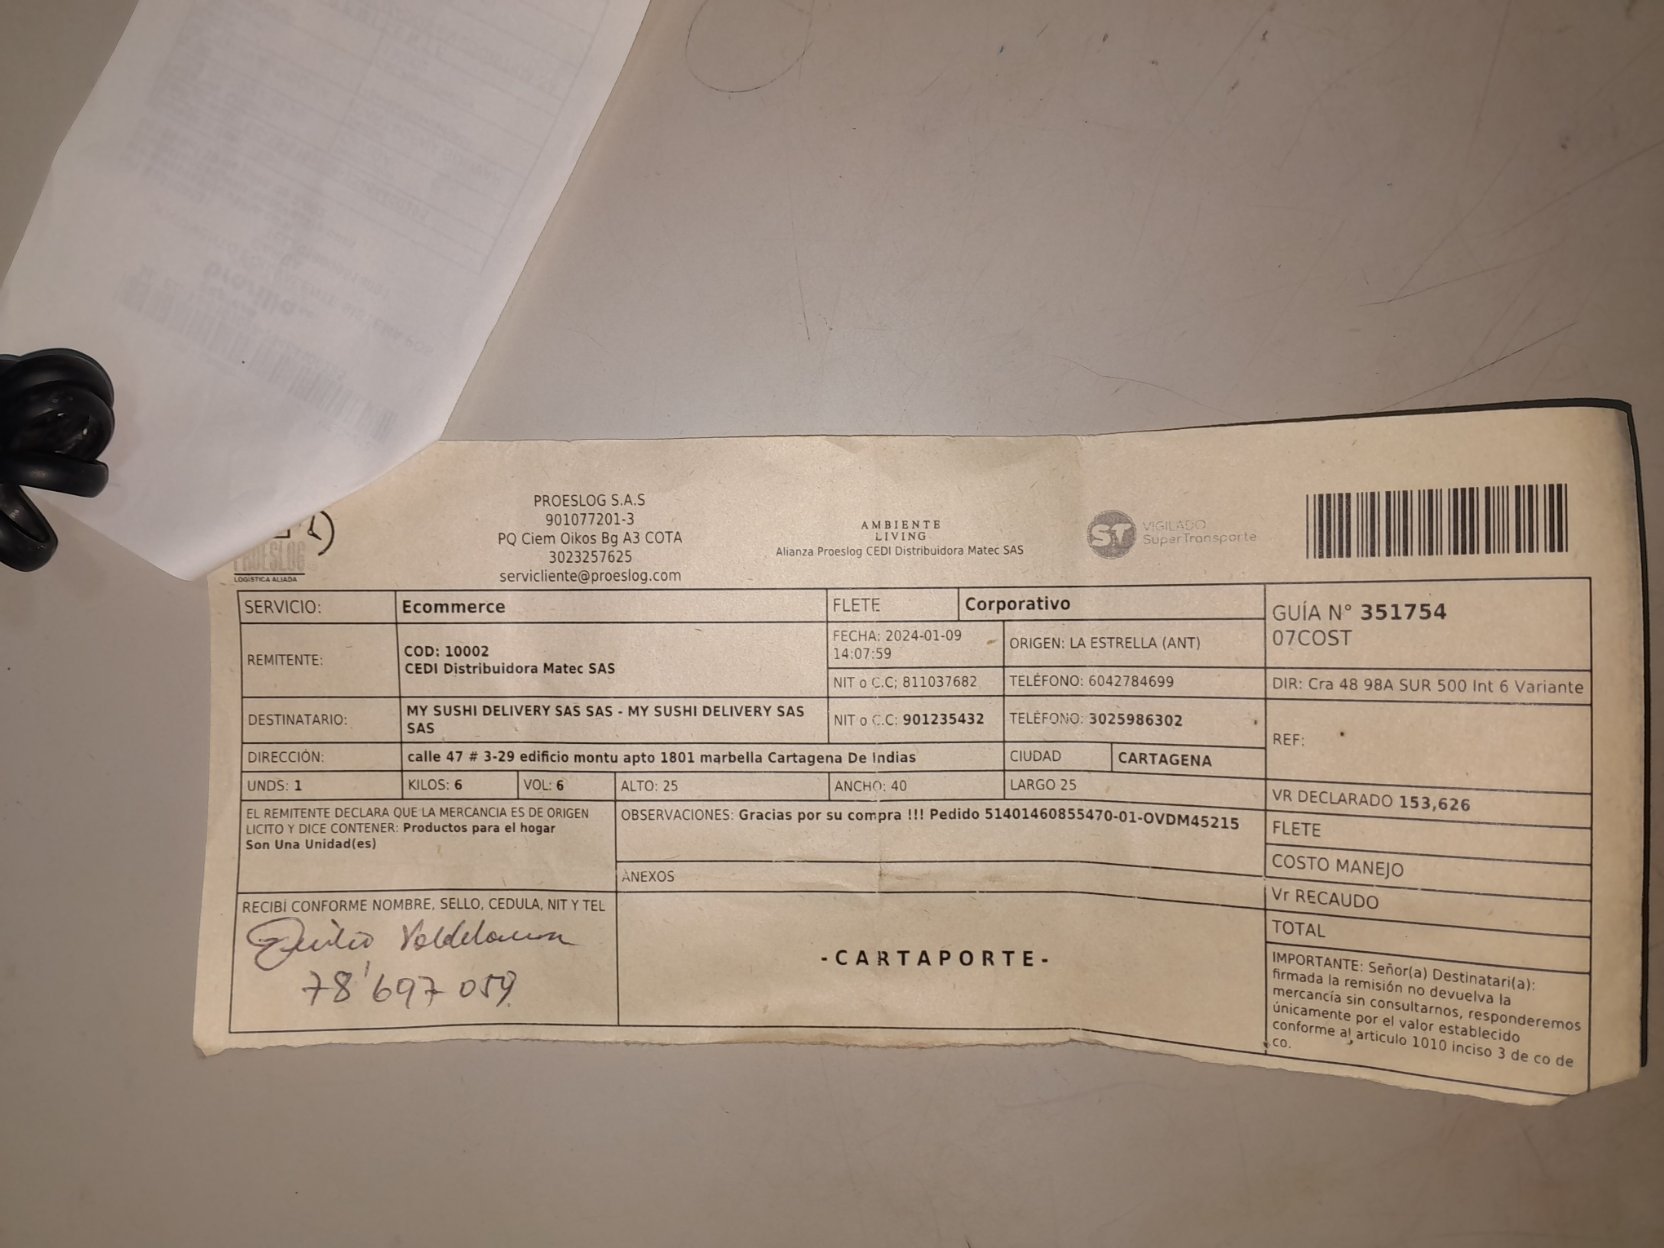 PROESLOG
LOGÍSTICA ALIADA
PROESLOG S.A.S
901077201-3
PQ Ciem Oikos Bg A3 COTA
3023257625
servicliente@proeslog.com
AMBIENTE
LIVING
Alianza Proeslog CEDI Distribuidora Matec SAS
ST VIGILADO
SuperTransporte
SERVICIO: Ecommerce FLETE Corporativo
GUÍA N° 351754
07COST
REMITENTE: COD: 10002
CEDI Distribuidora Matec SAS
FECHA: 2024-01-09
14:07:59
ORIGEN: LA ESTRELLA (ANT)
NIT o C.C: 811037682 TELÉFONO: 6042784699 DIR: Cra 48 98A SUR 500 Int 6 Variante
DESTINATARIO: MY SUSHI DELIVERY SAS SAS - MY SUSHI DELIVERY SAS
SAS
NIT o C.C: 901235432 TELÉFONO: 3025986302
REF:
DIRECCIÓN: calle 47 # 3-29 edificio montu apto 1801 marbella Cartagena De Indias CIUDAD CARTAGENA
UNDS: 1 KILOS: 6 VOL: 6 ALTO: 25 ANCHO: 40 LARGO 25
VR DECLARADO 153,626
EL REMITENTE DECLARA QUE LA MERCANCIA ES DE ORIGEN
LICITO Y DICE CONTENER: Productos para el hogar
Son Una Unidad(es)
OBSERVACIONES: Gracias por su compra !!! Pedido 51401460855470-01-OVDM45215
FLETE
COSTO MANEJO
ANEXOS
Vr RECAUDO
TOTAL
RECIBÍ CONFORME NOMBRE, SELLO, CEDULA, NIT Y TEL
78'697 059
-CARTAPORTE-
IMPORTANTE: Señor(a) Destinatari(a):
firmada la remisión no devuelva la
mercancía sin consultarnos, responderemos
únicamente por el valor establecido
conforme al articulo 1010 inciso 3 de co de
co.